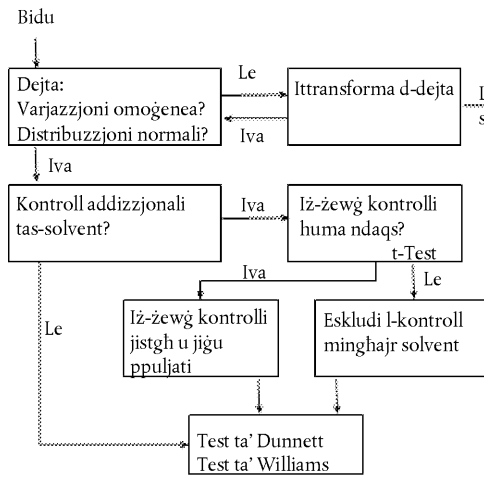 Bidu
Dejta:
Varjazzjoni omoġenea?
Distribuzzjoni normali?
Le
Iva
Ittransforma d-dejta
Iva
Kontroll addizzjonali
tas-solvent?
Iva
Iż-żewġ kontrolli
huma ndaqs?
t-Test
Iva
Le
Le
Iż-żewġ kontrolli
jistgħ u jiġu
ppuljati
Eskludi l-kontroll
mingħajr solvent
Test ta’ Dunnett
Test ta’ Williams